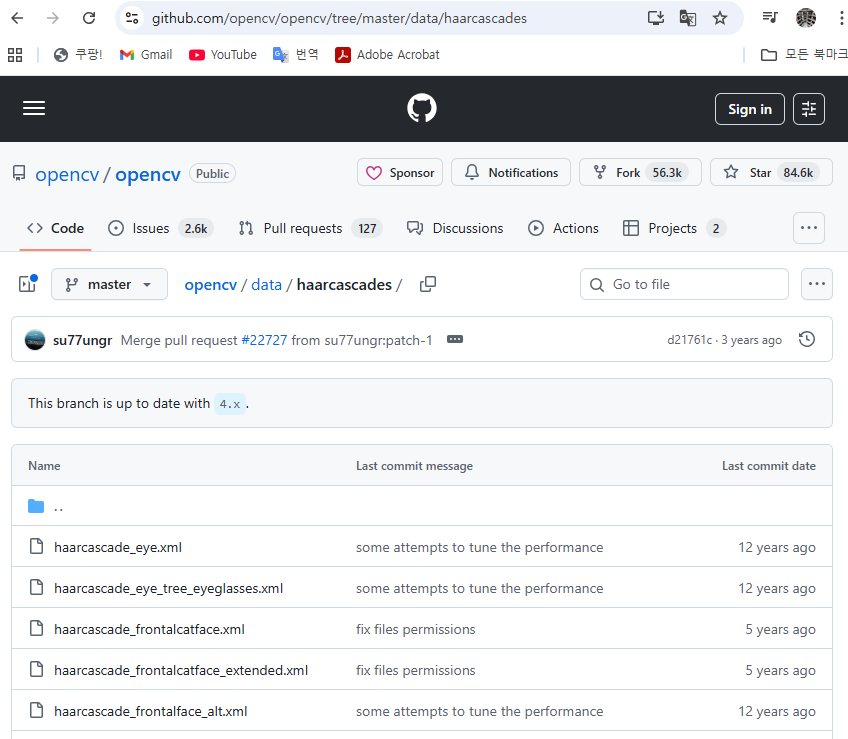 github.com/opencv/opencv/tree/master/data/haarcascades
쿠팡! Gmail YouTube 번역 Adobe Acrobat 모든 북마크
Sign in
opencv / opencv Public Sponsor Notifications Fork 56.3k Star 84.6k
Code Issues 2.6k Pull requests 127 Discussions Actions Projects 2
master opencv / data / haarcascades / Go to file
su77ungr Merge pull request #22727 from su77ungr:patch-1 d21761c · 3 years ago
This branch is up to date with 4.x .
Name Last commit message Last commit date
..
haarcascade_eye.xml some attempts to tune the performance 12 years ago
haarcascade_eye_tree_eyeglasses.xml some attempts to tune the performance 12 years ago
haarcascade_frontalcatface.xml fix files permissions 5 years ago
haarcascade_frontalcatface_extended.xml fix files permissions 5 years ago
haarcascade_frontalface_alt.xml some attempts to tune the performance 12 years ago